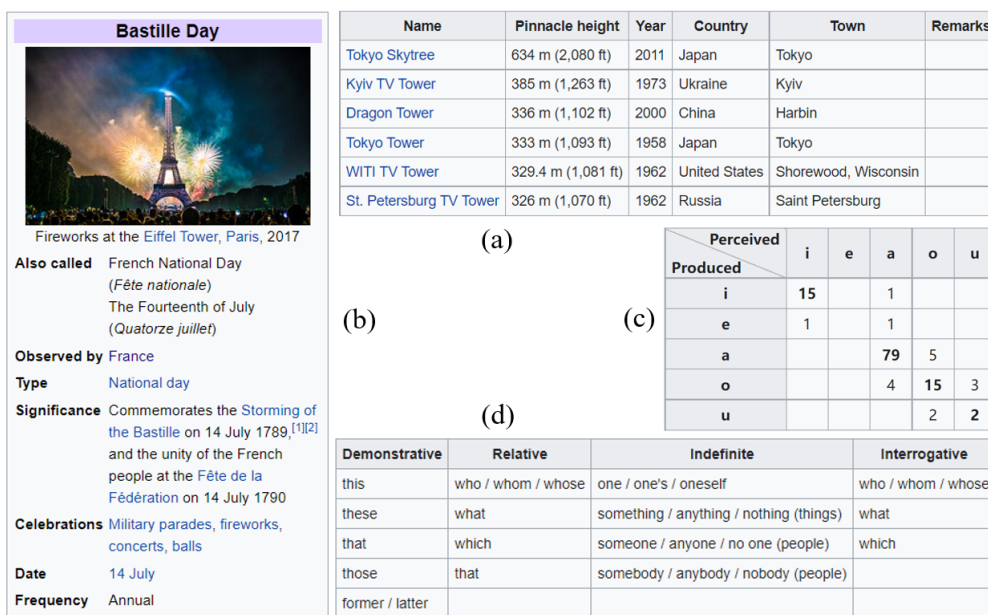 Bastille Day
Fireworks at the Eiffel Tower, Paris, 2017
Also called French National Day
(Fête nationale)
The Fourteenth of July
(Quatorze juillet)
Observed by France
Type National day
Significance Commemorates the Storming of
the Bastille on 14 July 1789,[1][2]
and the unity of the French
people at the Fête de la
Fédération on 14 July 1790
Celebrations Military parades, fireworks,
concerts, balls
Date 14 July
Frequency Annual
(b)
Name Pinnacle height Year Country Town Remarks
Tokyo Skytree 634 m (2,080 ft) 2011 Japan Tokyo
Kyiv TV Tower 385 m (1,263 ft) 1973 Ukraine Kyiv
Dragon Tower 336 m (1,102 ft) 2000 China Harbin
Tokyo Tower 333 m (1,093 ft) 1958 Japan Tokyo
WITI TV Tower 329.4 m (1,081 ft) 1962 United States Shorewood, Wisconsin
St. Petersburg TV Tower 326 m (1,070 ft) 1962 Russia Saint Petersburg
(a)
(c)
Perceived i e a o u
Produced
i 15 1
e 1 1
a 79 5
o 4 15 3
u 2 2
(d)
Demonstrative Relative Indefinite Interrogative
this who / whom / whose one / one's / oneself who / whom / whose
these what something / anything / nothing (things) what
that which someone / anyone / no one (people) which
those that somebody / anybody / nobody (people)
former / latter